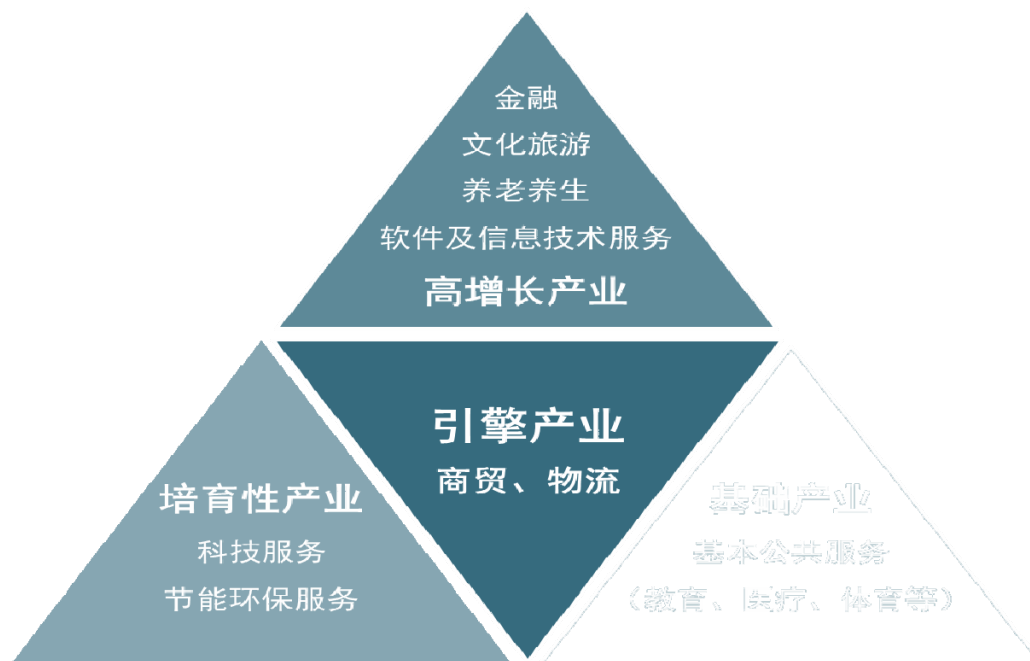 金融
文化旅游
养老养生
软件及信息技术服务
高增长产业
引擎产业
商贸、物流
培育性产业
科技服务
节能环保服务
基础产业
基本公共服务
（教育、医疗、体育等）